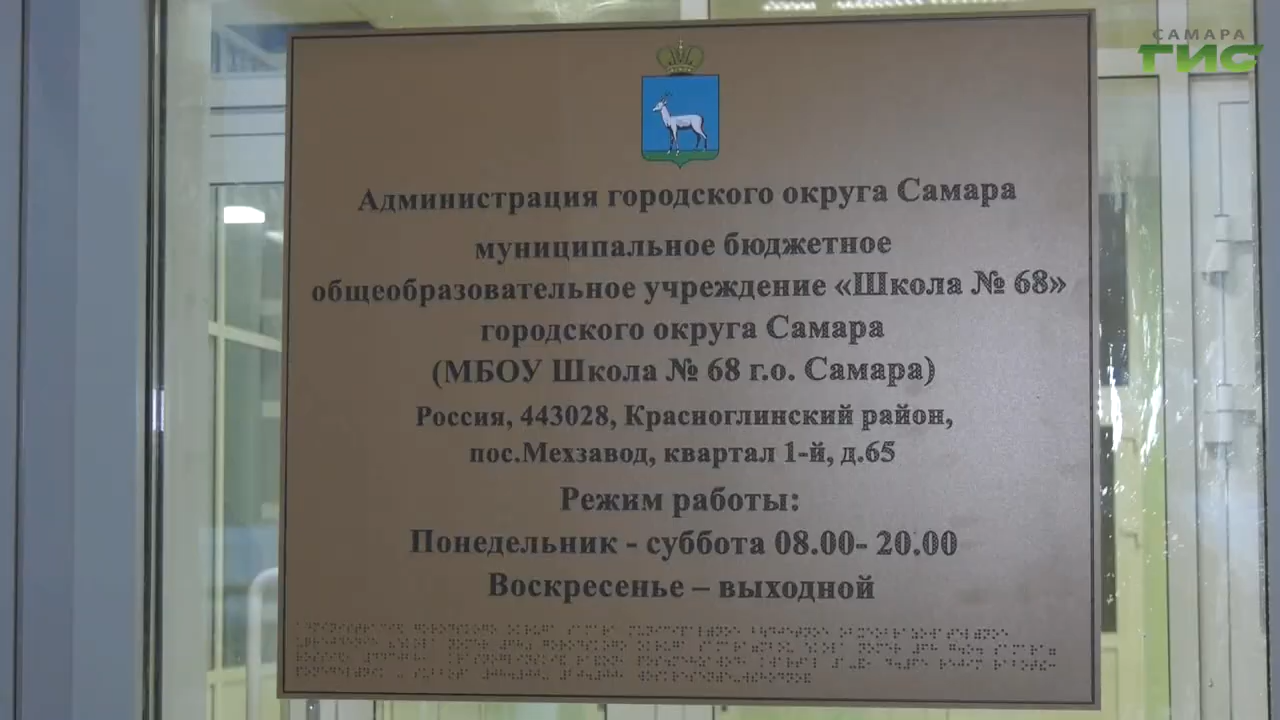 САМАРА
ГИС
Администрация городского округа Самара
муниципальное бюджетное
общеобразовательное учреждение «Школа № 68»
городского округа Самара
(МБОУ Школа № 68 г.о. Самара)
Россия, 443028, Красноглинский район,
пос.Мехзавод, квартал 1-й, д.65
Режим работы:
Понедельник - суббота 08.00- 20.00
Воскресенье – выходной